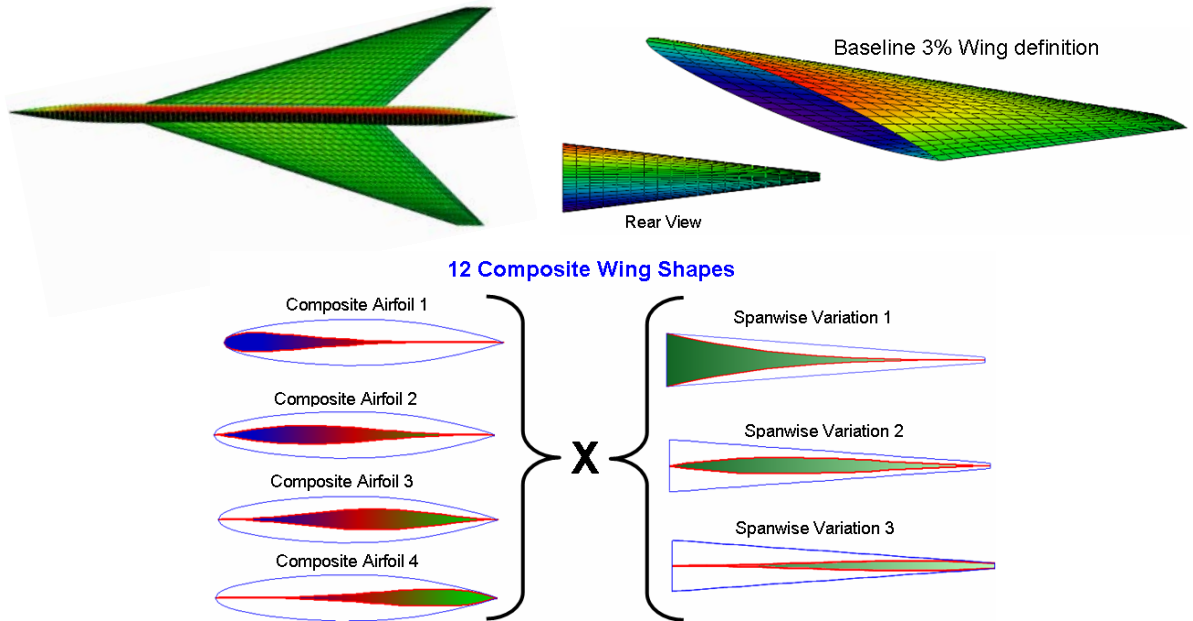 Baseline 3% Wing definition
Rear View
12 Composite Wing Shapes
Composite Airfoil 1
Composite Airfoil 2
Composite Airfoil 3
Composite Airfoil 4
X
Spanwise Variation 1
Spanwise Variation 2
Spanwise Variation 3